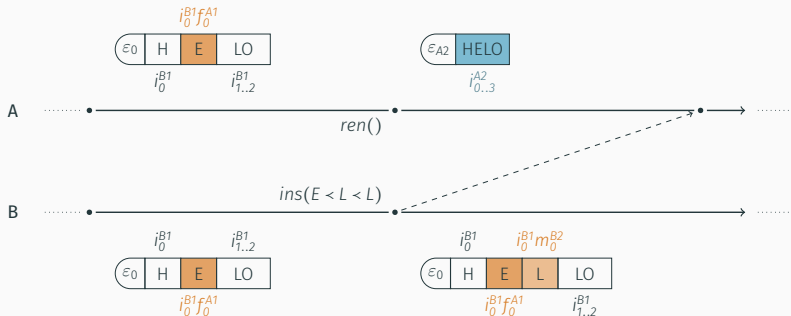 i₀ᴮ¹f₀ᴬ¹
ε₀ H E LO εA2 HELO
i₀ᴮ¹ i₁..₂ᴮ¹ i₀..₃ᴬ²
A
ren()
ins(E ≺ L ≺ L)
B
i₀ᴮ¹ i₁..₂ᴮ¹ i₀ᴮ¹ i₀ᴮ¹m₀ᴮ²
ε₀ H E LO ε₀ H E L LO
i₀ᴮ¹f₀ᴬ¹ i₀ᴮ¹f₀ᴬ¹ i₁..₂ᴮ¹